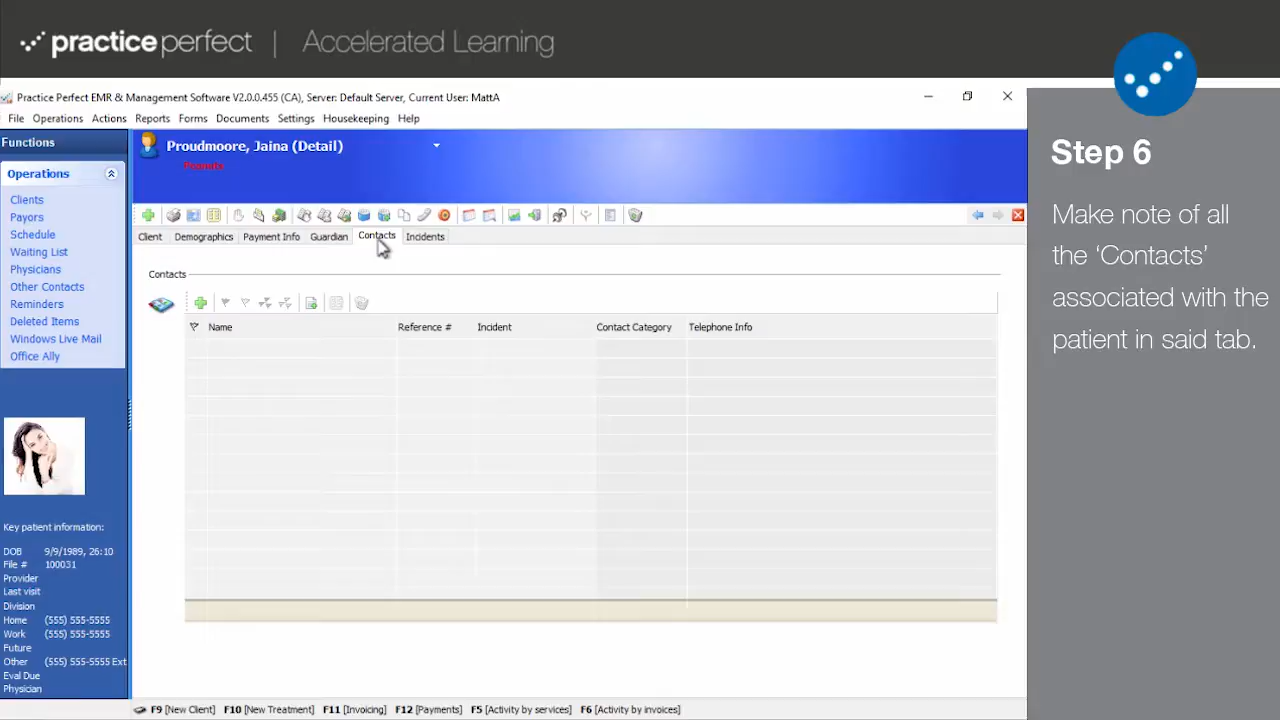 practiceperfect | Accelerated Learning
Practice Perfect EMR & Management Software V2.0.0.455 (CA), Server: Default Server, Current User: MattA
File Operations Actions Reports Forms Documents Settings Housekeeping Help
Functions
Operations
Clients
Payors
Schedule
Waiting List
Physicians
Other Contacts
Reminders
Deleted Items
Windows Live Mail
Office Ally
Key patient information:
DOB 9/9/1989, 26:10
File # 100031
Provider
Last visit
Division
Home (555) 555-5555
Work (555) 555-5555
Future
Other (555) 555-5555 Ext
Eval Due
Physician
Proudmoore, Jaina (Detail)
Client Demographics Payment Info Guardian Contacts Incidents
Contacts
Name Reference # Incident Contact Category Telephone Info
F9 [New Client] F10 [New Treatment] F11 [Invoicing] F12 [Payments] F5 [Activity by services] F6 [Activity by invoices]
Step 6
Make note of all
the ‘Contacts’
associated with the
patient in said tab.